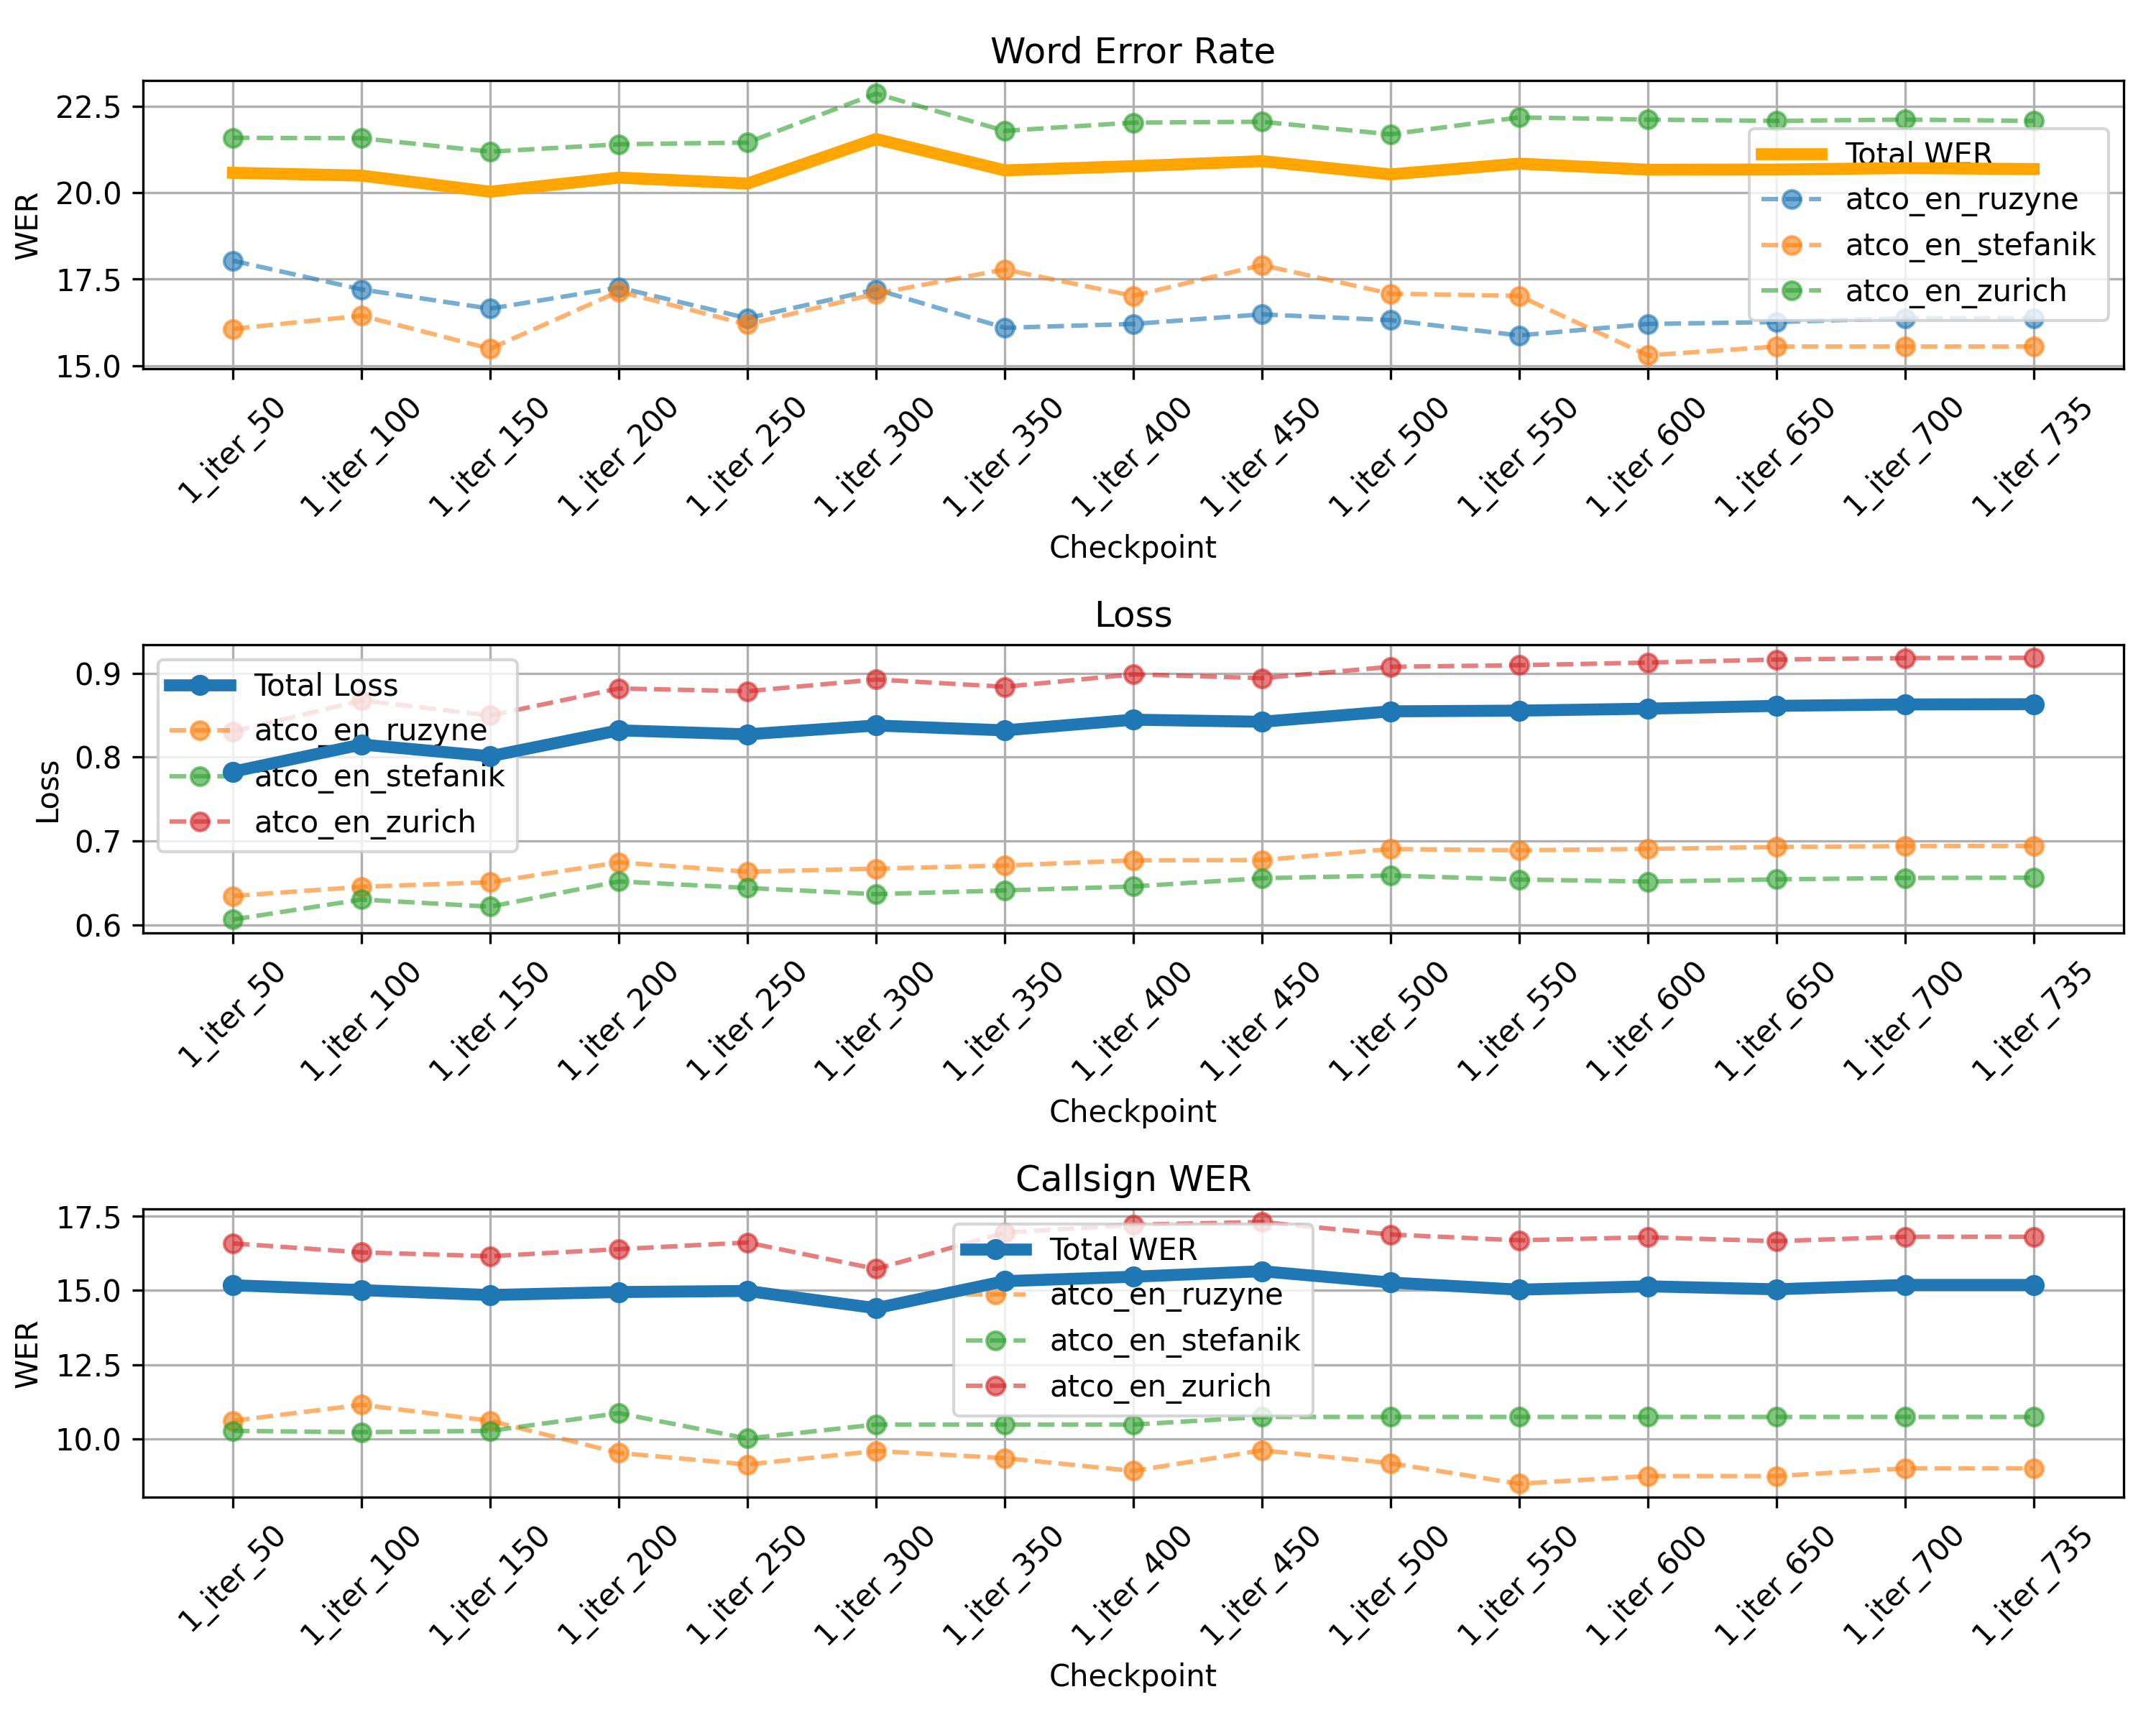 Word Error Rate
WER
22.5
20.0
17.5
15.0
Total WER
atco_en_ruzyne
atco_en_stefanik
atco_en_zurich
1_iter_50
1_iter_100
1_iter_150
1_iter_200
1_iter_250
1_iter_300
1_iter_350
1_iter_400
1_iter_450
1_iter_500
1_iter_550
1_iter_600
1_iter_650
1_iter_700
1_iter_735
Checkpoint
Loss
Loss
0.9
0.8
0.7
0.6
Total Loss
atco_en_ruzyne
atco_en_stefanik
atco_en_zurich
1_iter_50
1_iter_100
1_iter_150
1_iter_200
1_iter_250
1_iter_300
1_iter_350
1_iter_400
1_iter_450
1_iter_500
1_iter_550
1_iter_600
1_iter_650
1_iter_700
1_iter_735
Checkpoint
Callsign WER
WER
17.5
15.0
12.5
10.0
Total WER
atco_en_ruzyne
atco_en_stefanik
atco_en_zurich
1_iter_50
1_iter_100
1_iter_150
1_iter_200
1_iter_250
1_iter_300
1_iter_350
1_iter_400
1_iter_450
1_iter_500
1_iter_550
1_iter_600
1_iter_650
1_iter_700
1_iter_735
Checkpoint